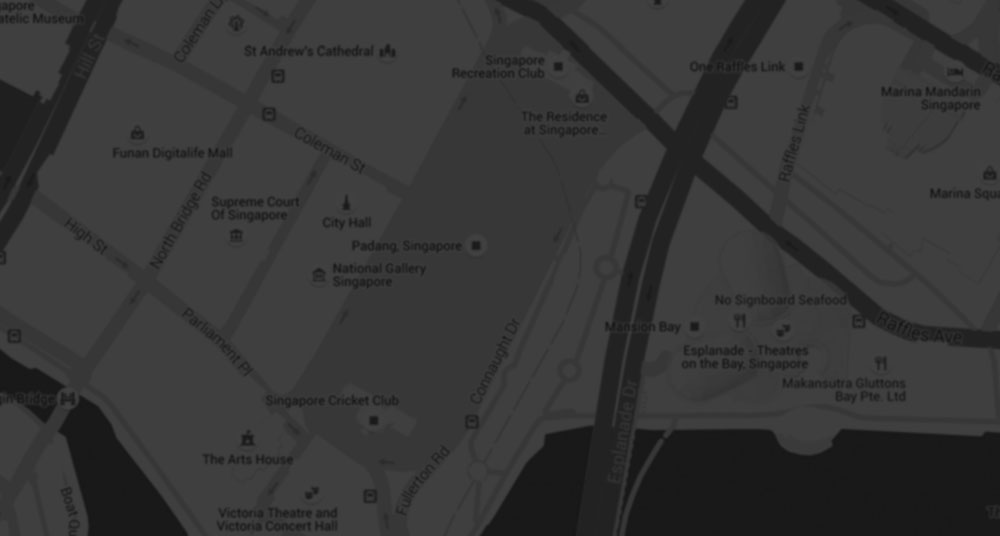 apore
atelic Museum
Hill St
Coleman Ln
St Andrew's Cathedral
Singapore
Recreation Club
One Raffles Link
Marina Mandarin
Singapore
The Residence
at Singapore...
Raffles Link
Funan Digitalife Mall
Coleman St
Marina Squa
North Bridge Rd
Supreme Court
Of Singapore
City Hall
High St
Padang, Singapore
National Gallery
Singapore
No Signboard Seafood
Mansion Bay
Raffles Ave
Parliament Pl
Connaught Dr
Esplanade - Theatres
on the Bay, Singapore
Makansutra Gluttons
Bay Pte. Ltd
gin Bridge
Singapore Cricket Club
Esplanade Dr
The Arts House
Fullerton Rd
Boat Qu
Victoria Theatre and
Victoria Concert Hall